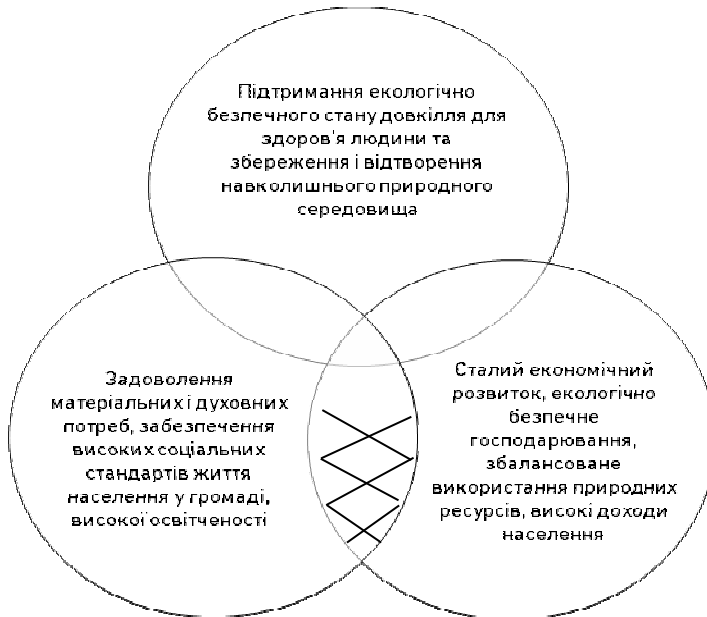 Підтримання екологічно
безпечного стану довкілля для
здоров'я людини та
збереження і відтворення
навколишнього природного
середовища
Задоволення
матеріальних і духовних
потреб, забезпечення
високих соціальних
стандартів життя
населення у громаді,
високої освітченості
Сталий економічний
розвиток, екологічно
безпечне
господарювання,
збалансоване
використання природних
ресурсів, високі доходи
населення